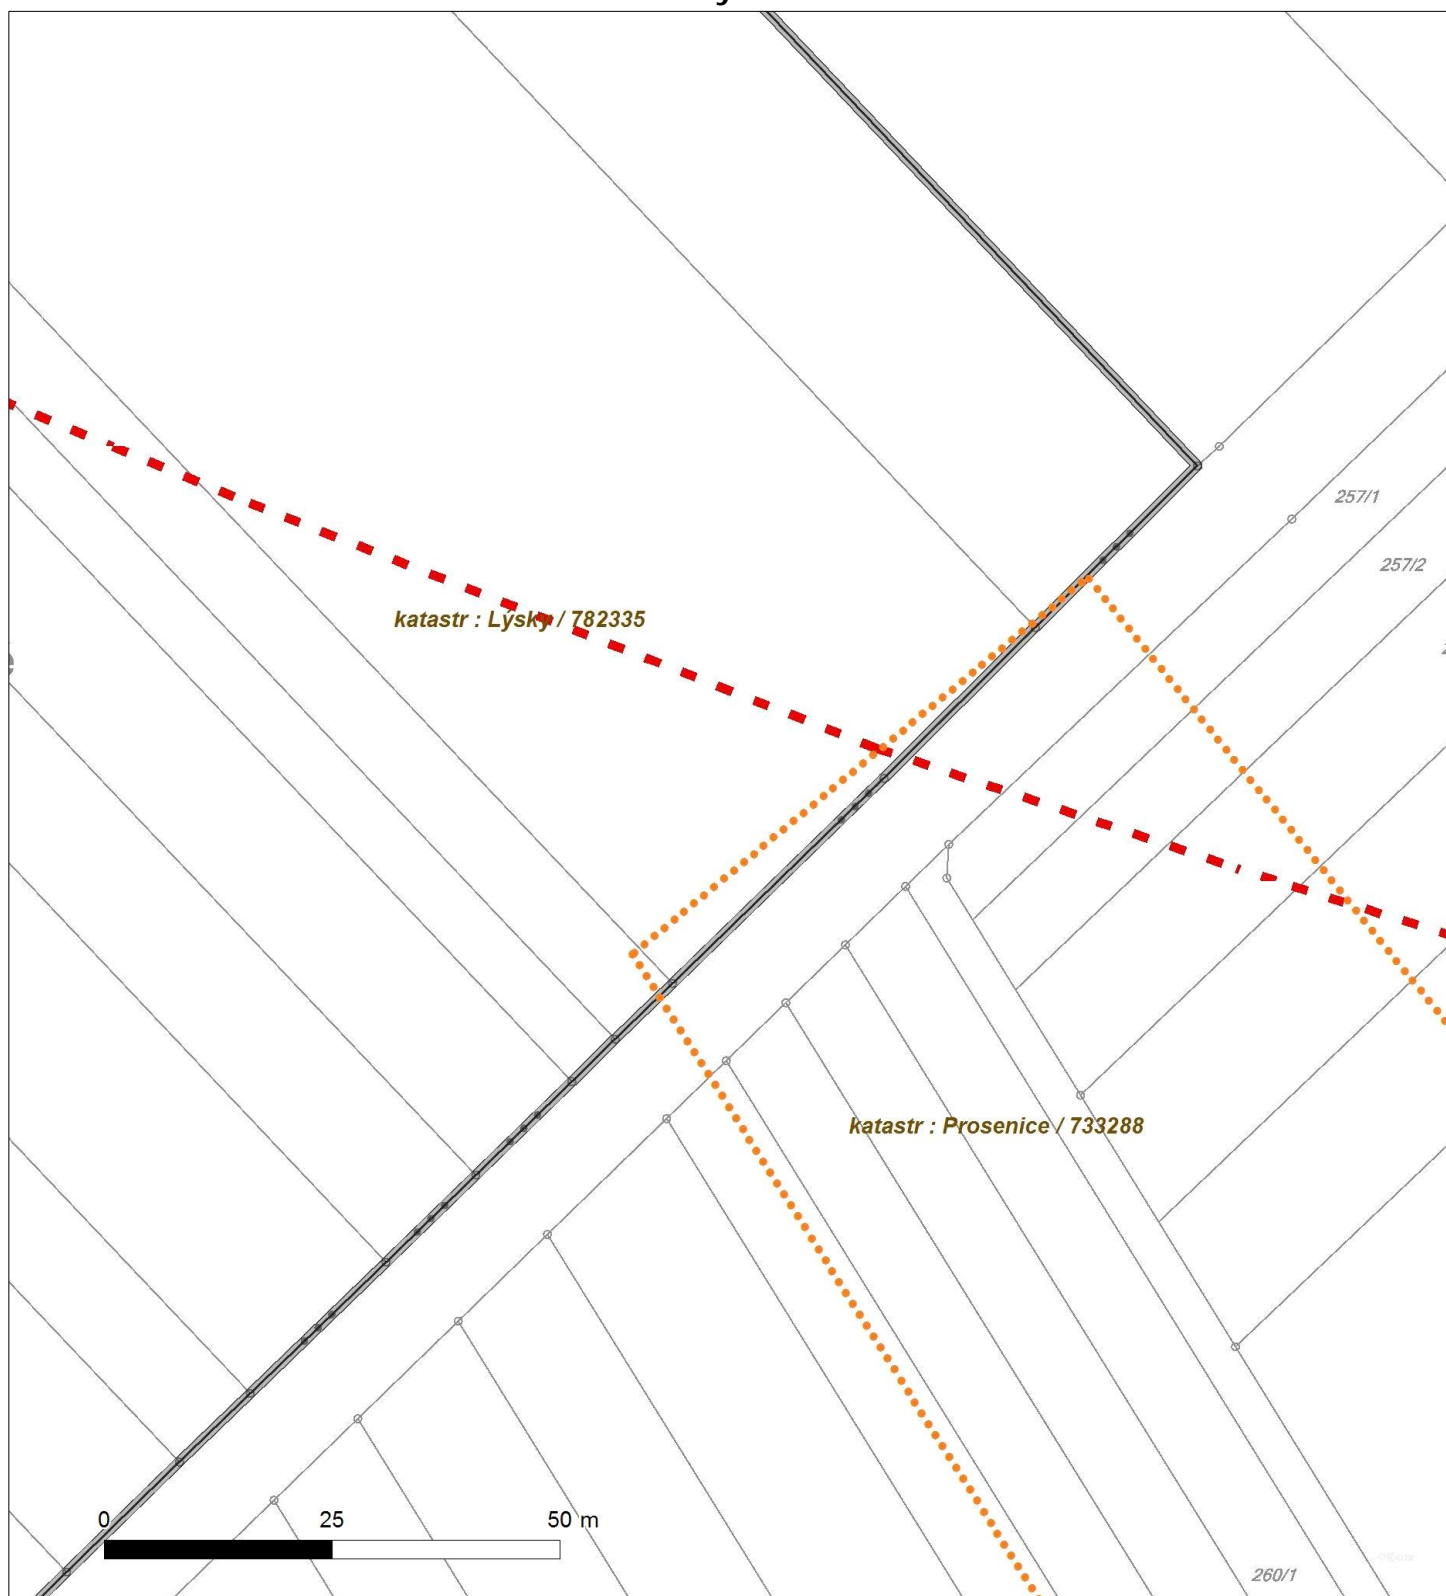 257/1
257/2
katastr : Lýsky / 782335
katastr : Prosenice / 733288
0 25 50 m
260/1